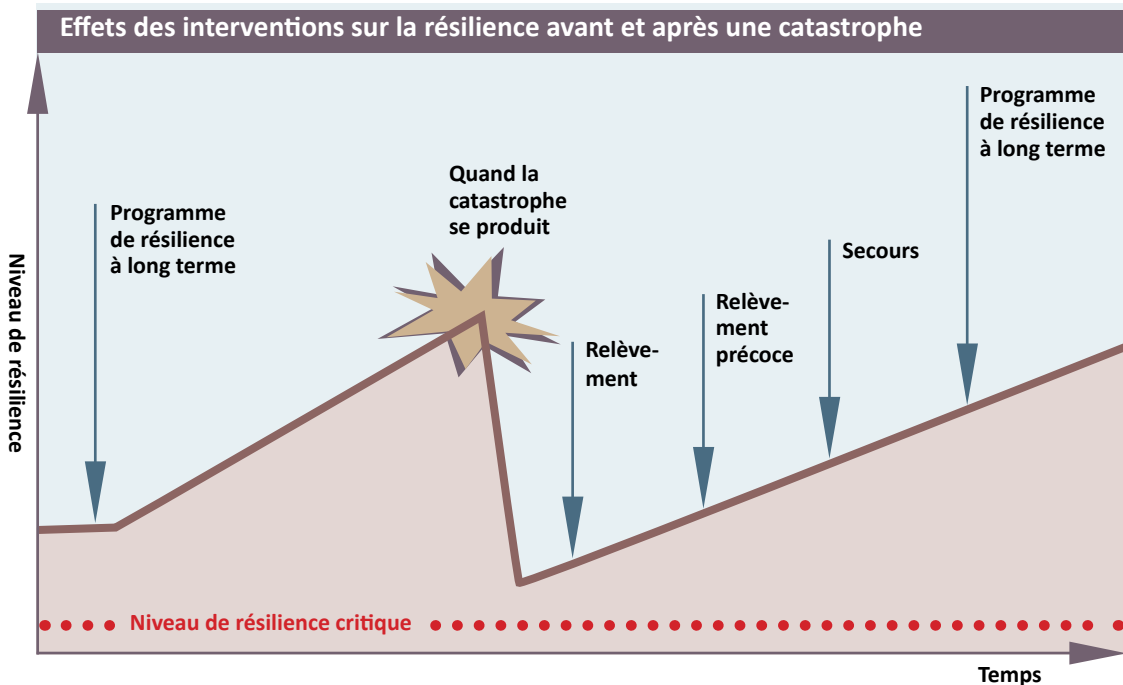 Effets des interventions sur la résilience avant et après une catastrophe
Niveau de résilience
Programme
de résilience
à long terme
Quand la
catastrophe
se produit
Relève-
ment
Relève-
ment
précoce
Secours
Programme
de résilience
à long terme
Niveau de résilience critique
Temps